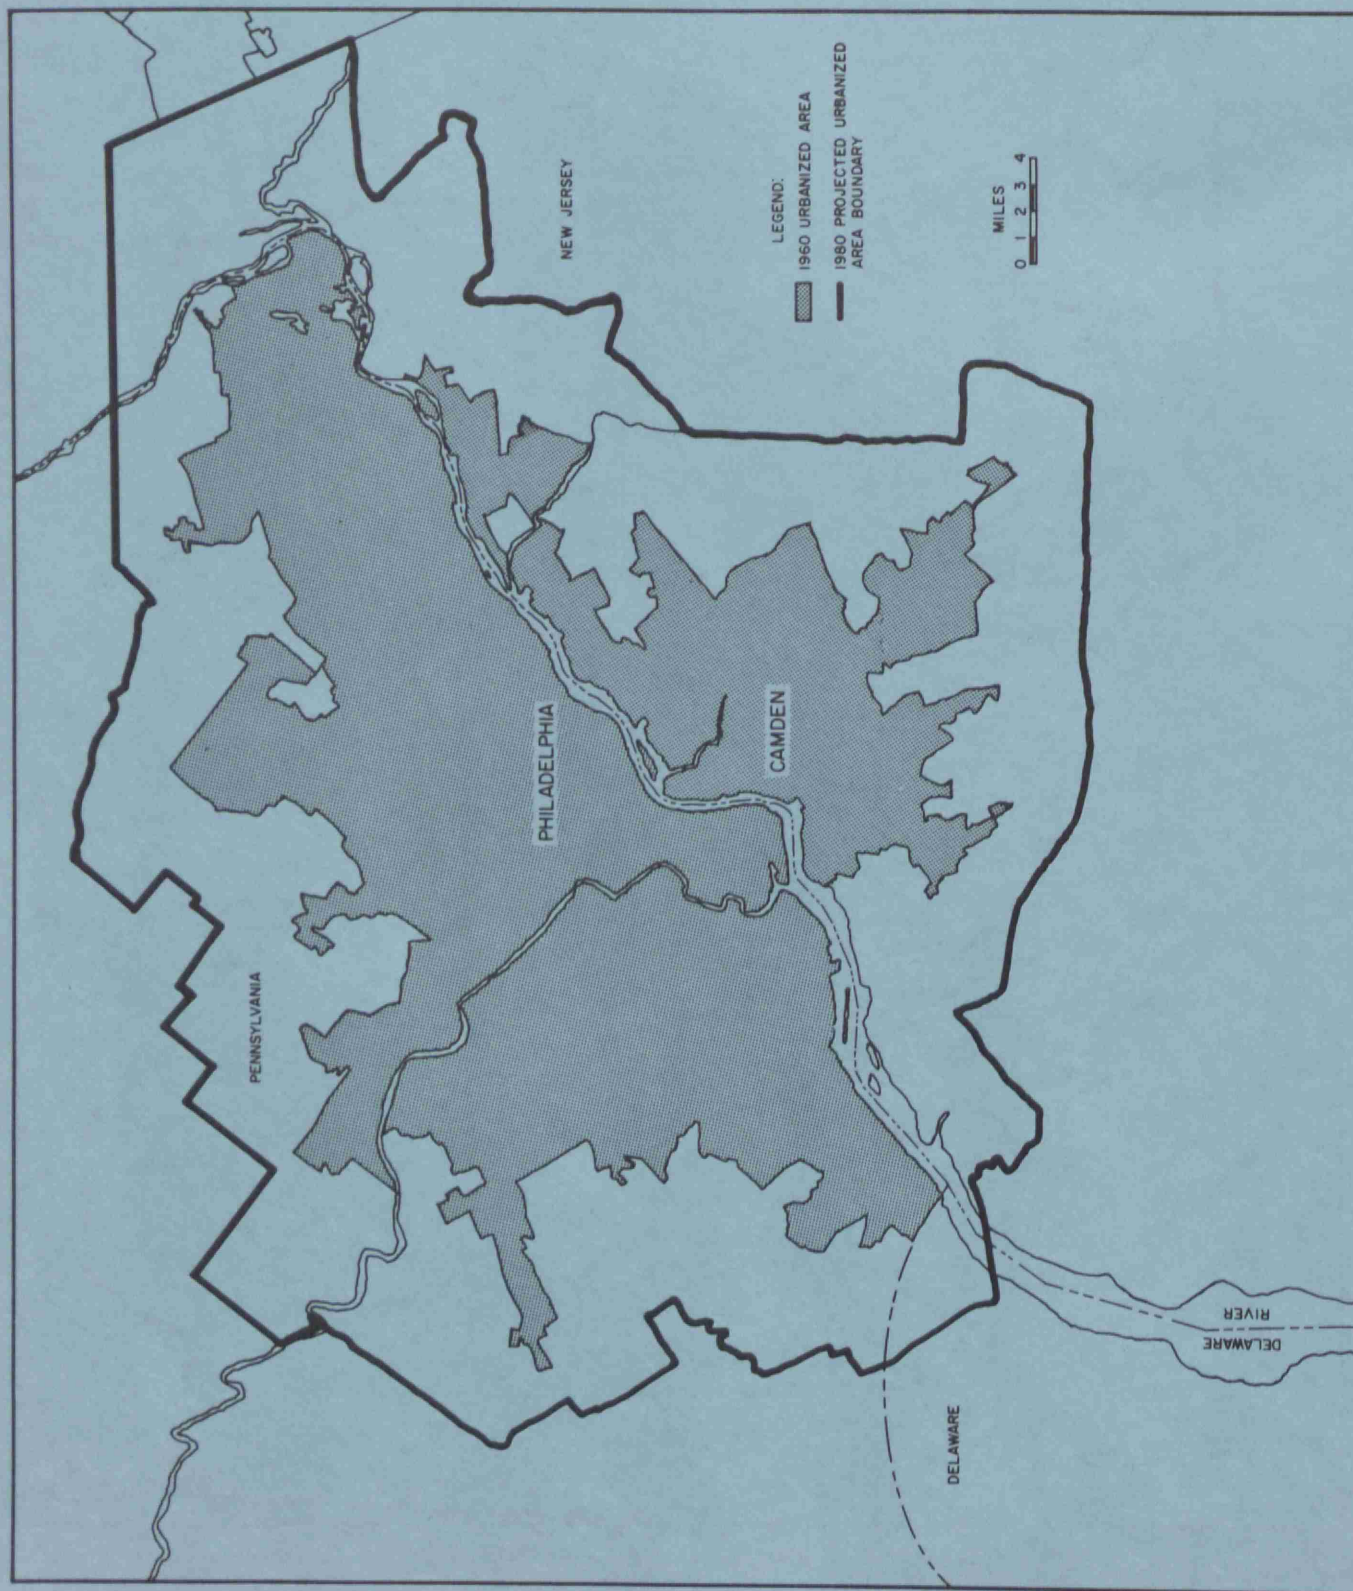 PENNSYLVANIA
PHILADELPHIA
CAMDEN
NEW JERSEY
DELAWARE
DELAWARE
RIVER
LEGEND:
1960 URBANIZED AREA
1980 PROJECTED URBANIZED
AREA BOUNDARY
MILES
0 1 2 3 4